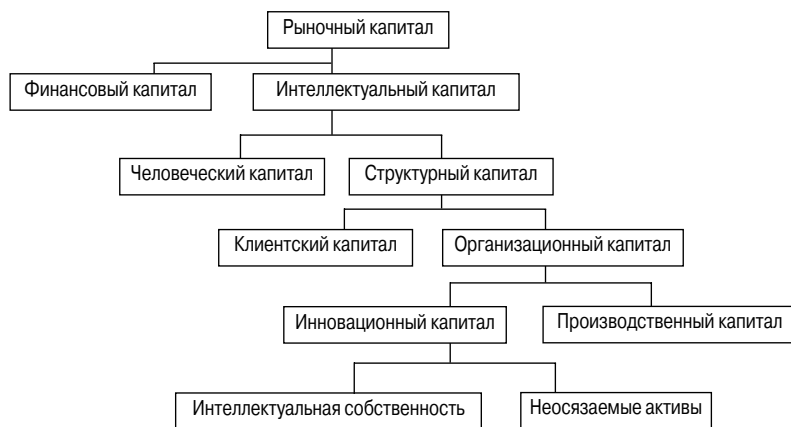 Рыночный капитал
Финансовый капитал
Интеллектуальный капитал
Человеческий капитал
Структурный капитал
Клиентский капитал
Организационный капитал
Инновационный капитал
Производственный капитал
Интеллектуальная собственность
Неосязаемые активы